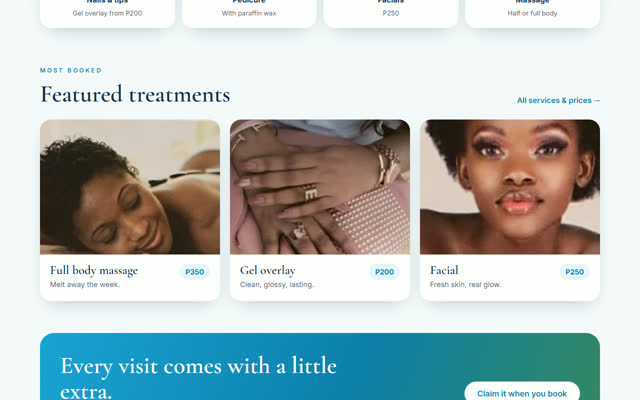 Nails & tips
Pedicure
Facials
Massage
Gel overlay from P200
With paraffin wax
P250
Half or full body
MOST BOOKED
Featured treatments
All services & prices →
Full body massage
P350
Melt away the week.
Gel overlay
P200
Clean, glossy, lasting.
Facial
P250
Fresh skin, real glow.
Every visit comes with a little
extra.
Claim it when you book